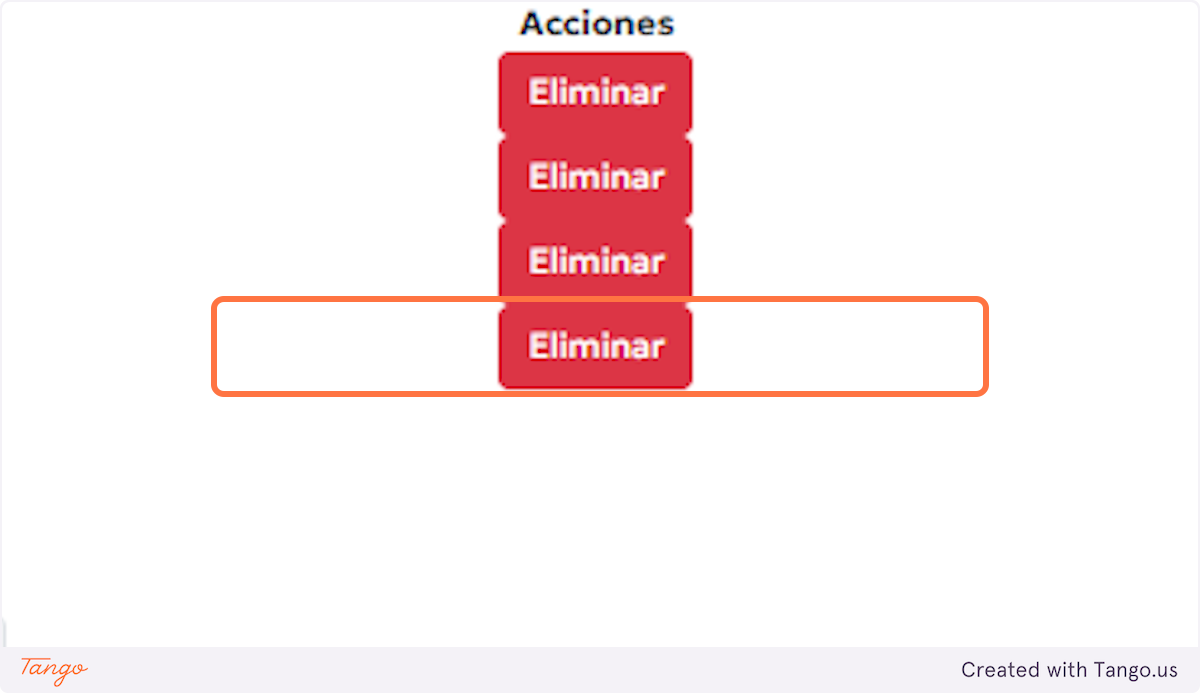 Acciones
Eliminar
Eliminar
Eliminar
Eliminar
Tango
Created with Tango.us